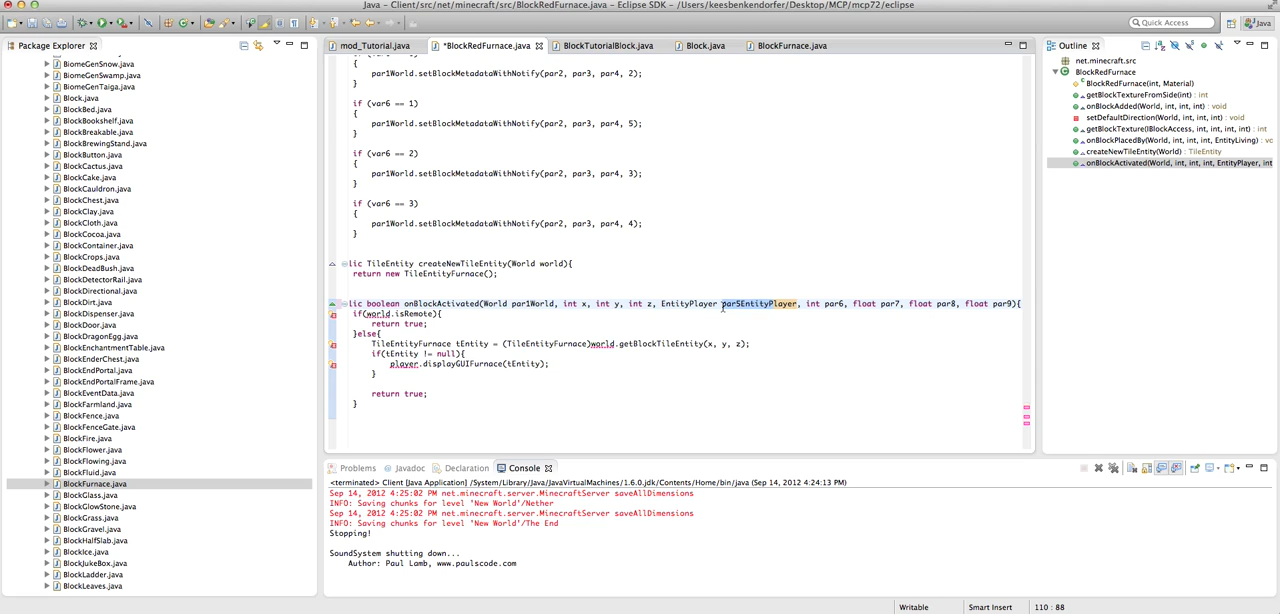 Java - Client/src/net/minecraft/src/BlockRedFurnace.java - Eclipse SDK - /Users/keesbenkendorfer/Desktop/MCP/mcp72/eclipse
Quick Access
Java
Package Explorer
BiomeGenSnow.java
BiomeGenSwamp.java
BiomeGenTaiga.java
Block.java
BlockBed.java
BlockBookshelf.java
BlockBreakable.java
BlockBrewingStand.java
BlockButton.java
BlockCactus.java
BlockCake.java
BlockCauldron.java
BlockChest.java
BlockClay.java
BlockCloth.java
BlockCocoa.java
BlockContainer.java
BlockCrops.java
BlockDeadBush.java
BlockDetectorRail.java
BlockDirectional.java
BlockDirt.java
BlockDispenser.java
BlockDoor.java
BlockDragonEgg.java
BlockEnchantmentTable.java
BlockEnderChest.java
BlockEndPortal.java
BlockEndPortalFrame.java
BlockEventData.java
BlockFarmland.java
BlockFence.java
BlockFenceGate.java
BlockFire.java
BlockFlower.java
BlockFlowing.java
BlockFluid.java
BlockFurnace.java
BlockGlass.java
BlockGlowStone.java
BlockGrass.java
BlockGravel.java
BlockHalfSlab.java
BlockIce.java
BlockJukeBox.java
BlockLadder.java
BlockLeaves.java
mod_Tutorial.java
*BlockRedFurnace.java
BlockTutorialBlock.java
Block.java
BlockFurnace.java
par1World.setBlockMetadataWithNotify(par2, par3, par4, 2);
}
if (var6 == 1)
{
par1World.setBlockMetadataWithNotify(par2, par3, par4, 5);
}
if (var6 == 2)
{
par1World.setBlockMetadataWithNotify(par2, par3, par4, 3);
}
if (var6 == 3)
{
par1World.setBlockMetadataWithNotify(par2, par3, par4, 4);
}
lic TileEntity createNewTileEntity(World world){
return new TileEntityFurnace();
lic boolean onBlockActivated(World par1World, int x, int y, int z, EntityPlayer par5EntityPlayer, int par6, float par7, float par8, float par9){
if(world.isRemote){
return true;
}else{
TileEntityFurnace tEntity = (TileEntityFurnace)world.getBlockTileEntity(x, y, z);
if(tEntity != null){
player.displayGUIFurnace(tEntity);
}
return true;
}
Outline
net.minecraft.src
BlockRedFurnace
BlockRedFurnace(int, Material)
getBlockTextureFromSide(int) : int
onBlockAdded(World, int, int, int) : void
setDefaultDirection(World, int, int, int) : void
getBlockTexture(IBlockAccess, int, int, int, int) : int
onBlockPlacedBy(World, int, int, int, EntityLiving) : vo
createNewTileEntity(World) : TileEntity
onBlockActivated(World, int, int, int, EntityPlayer, int
Problems
Javadoc
Declaration
Console
<terminated> Client [Java Application] /System/Library/Java/JavaVirtualMachines/1.6.0.jdk/Contents/Home/bin/java (Sep 14, 2012 4:24:13 PM)
Sep 14, 2012 4:25:02 PM net.minecraft.server.MinecraftServer saveAllDimensions
INFO: Saving chunks for level 'New World'/Nether
Sep 14, 2012 4:25:02 PM net.minecraft.server.MinecraftServer saveAllDimensions
INFO: Saving chunks for level 'New World'/The End
Stopping!
SoundSystem shutting down...
Author: Paul Lamb, www.paulscode.com
Writable
Smart Insert
110 : 88